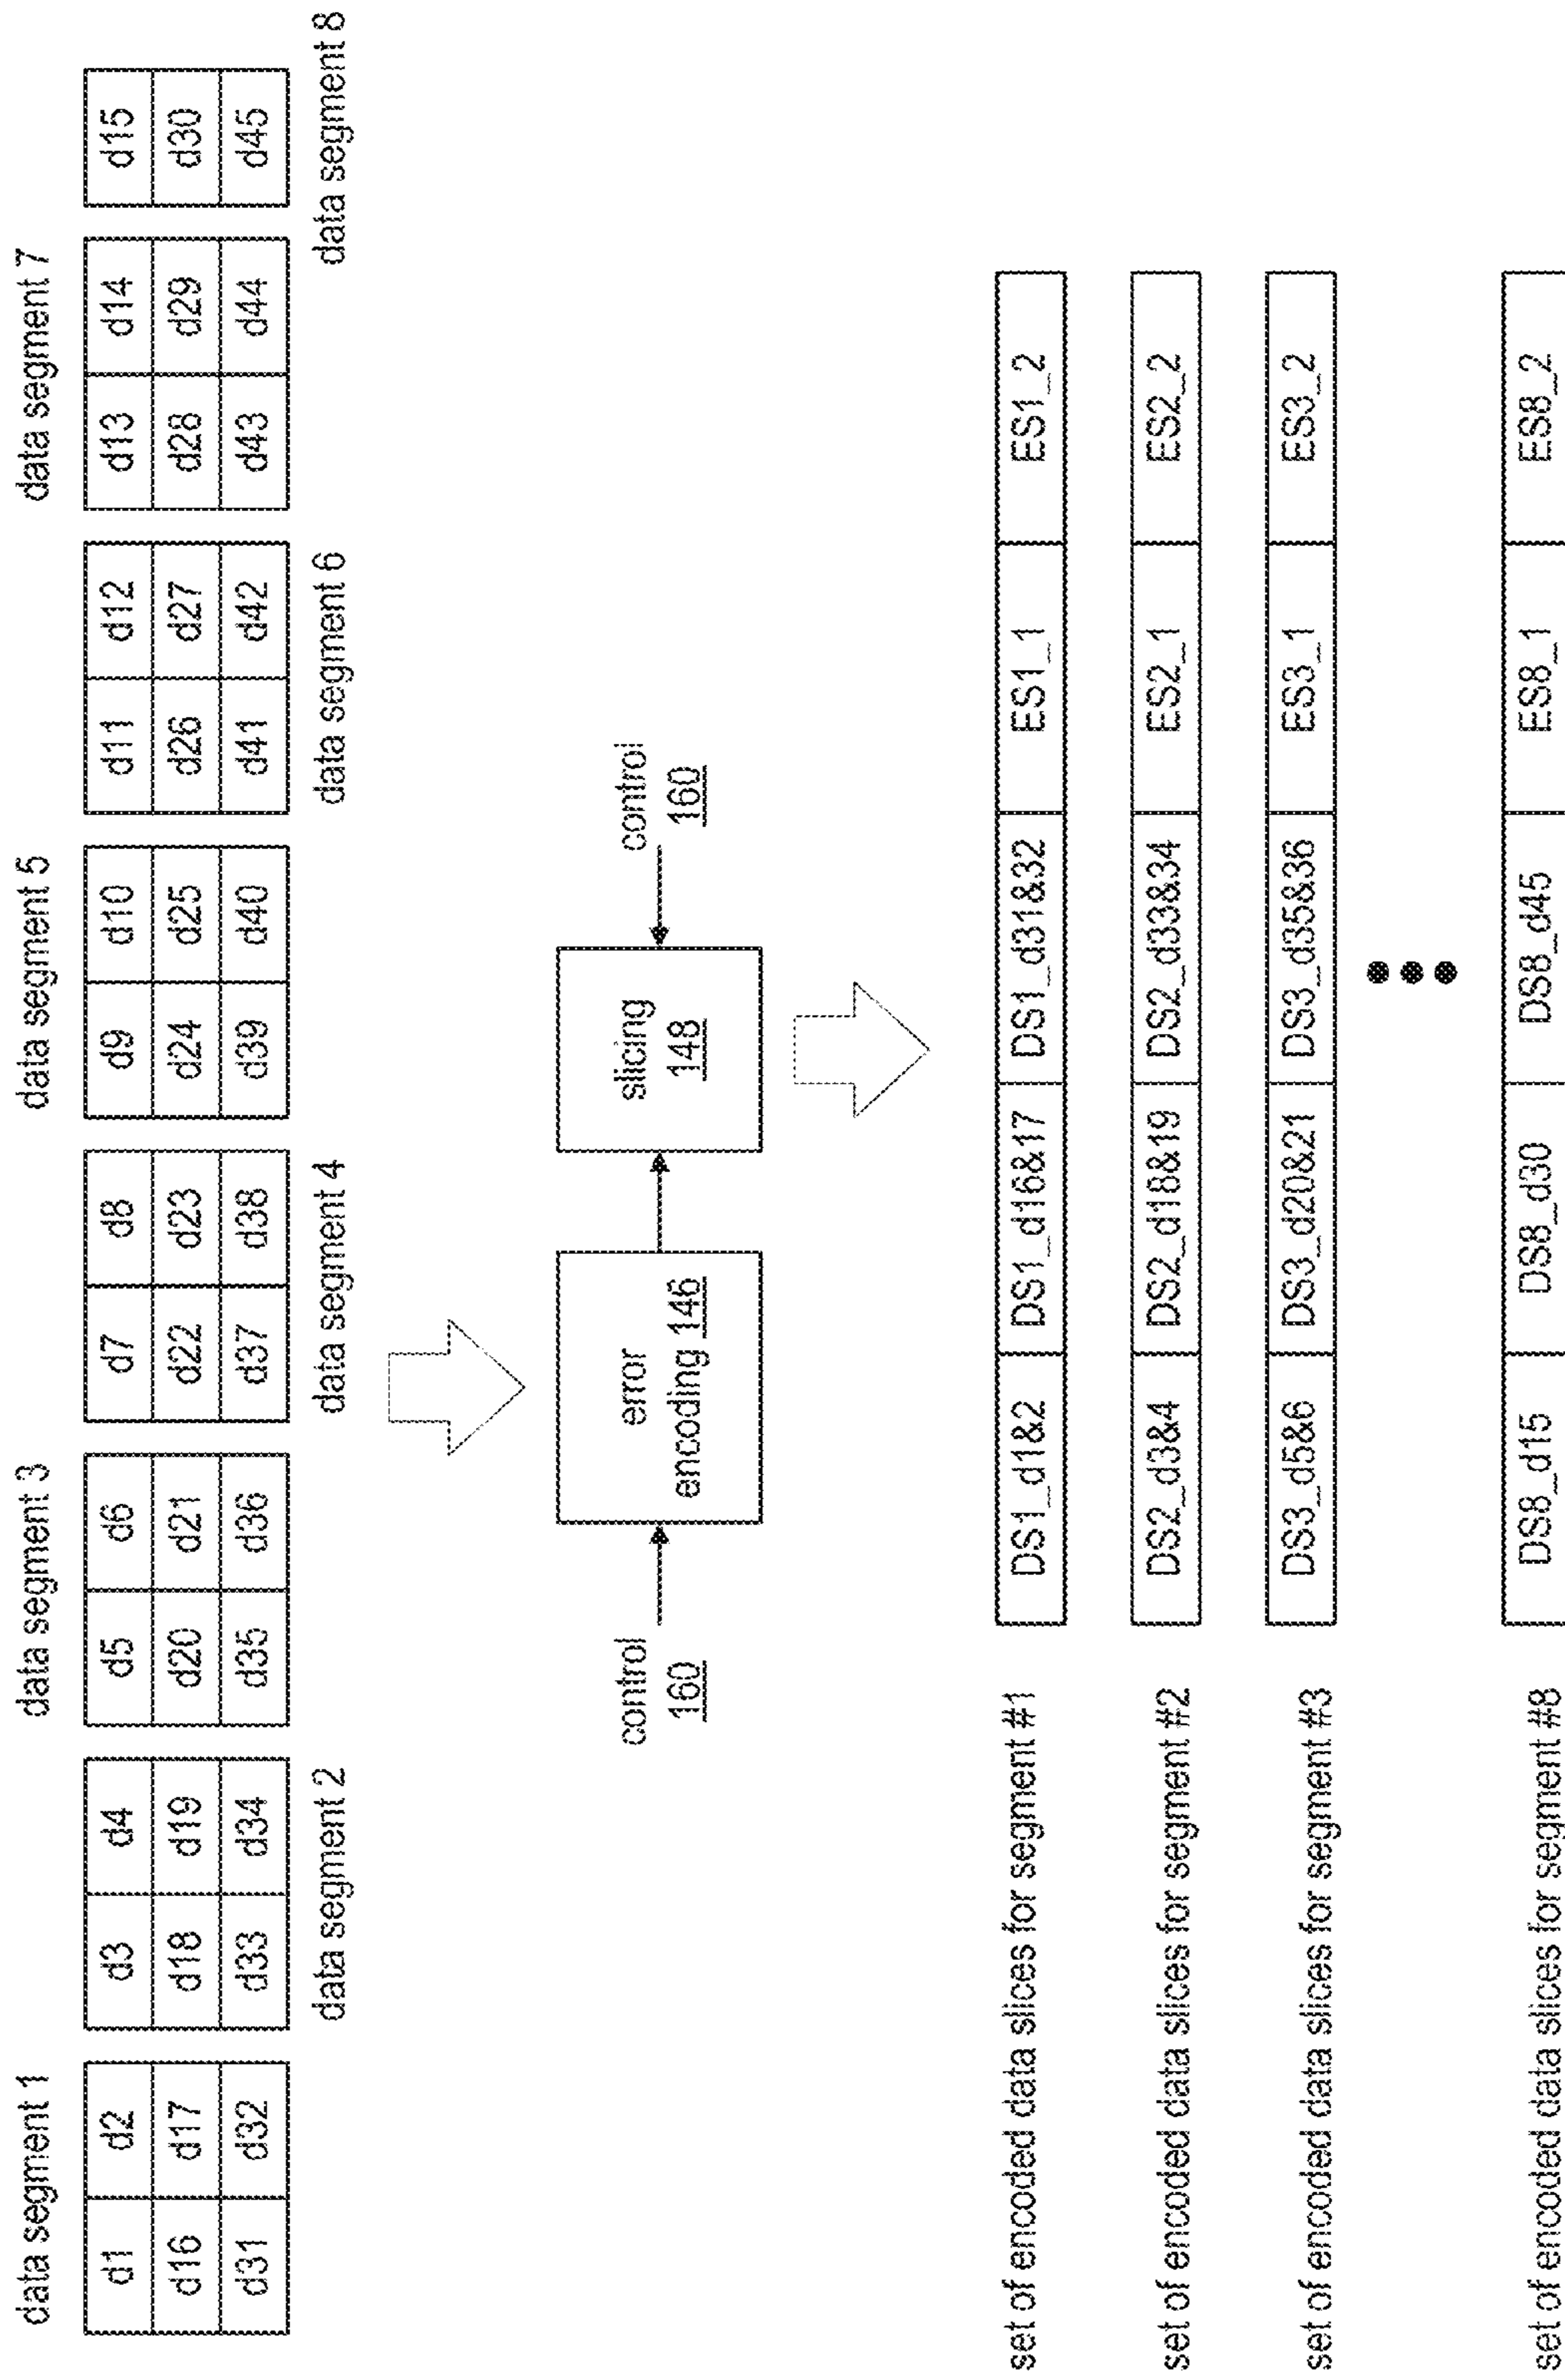 data segment 1
data segment 3
data segment 5
data segment 7
d1 d2 d3 d4 d5 d6 d7 d8 d9 d10 d11 d12 d13 d14 d15
d16 d17 d18 d19 d20 d21 d22 d23 d24 d25 d26 d27 d28 d29 d30
d31 d32 d33 d34 d35 d36 d37 d38 d39 d40 d41 d42 d43 d44 d45
data segment 2
data segment 4
data segment 6
data segment 8
control
160
error
encoding 146
slicing
148
control
160
set of encoded data slices for segment #1
DS1_d1&2 DS1_d16&17 DS1_d31&32 ES1_1 ES1_2
set of encoded data slices for segment #2
DS2_d3&4 DS2_d18&19 DS2_d33&34 ES2_1 ES2_2
set of encoded data slices for segment #3
DS3_d5&6 DS3_d20&21 DS3_d35&36 ES3_1 ES3_2
set of encoded data slices for segment #8
DS8_d15 DS8_d30 DS8_d45 ES8_1 ES8_2